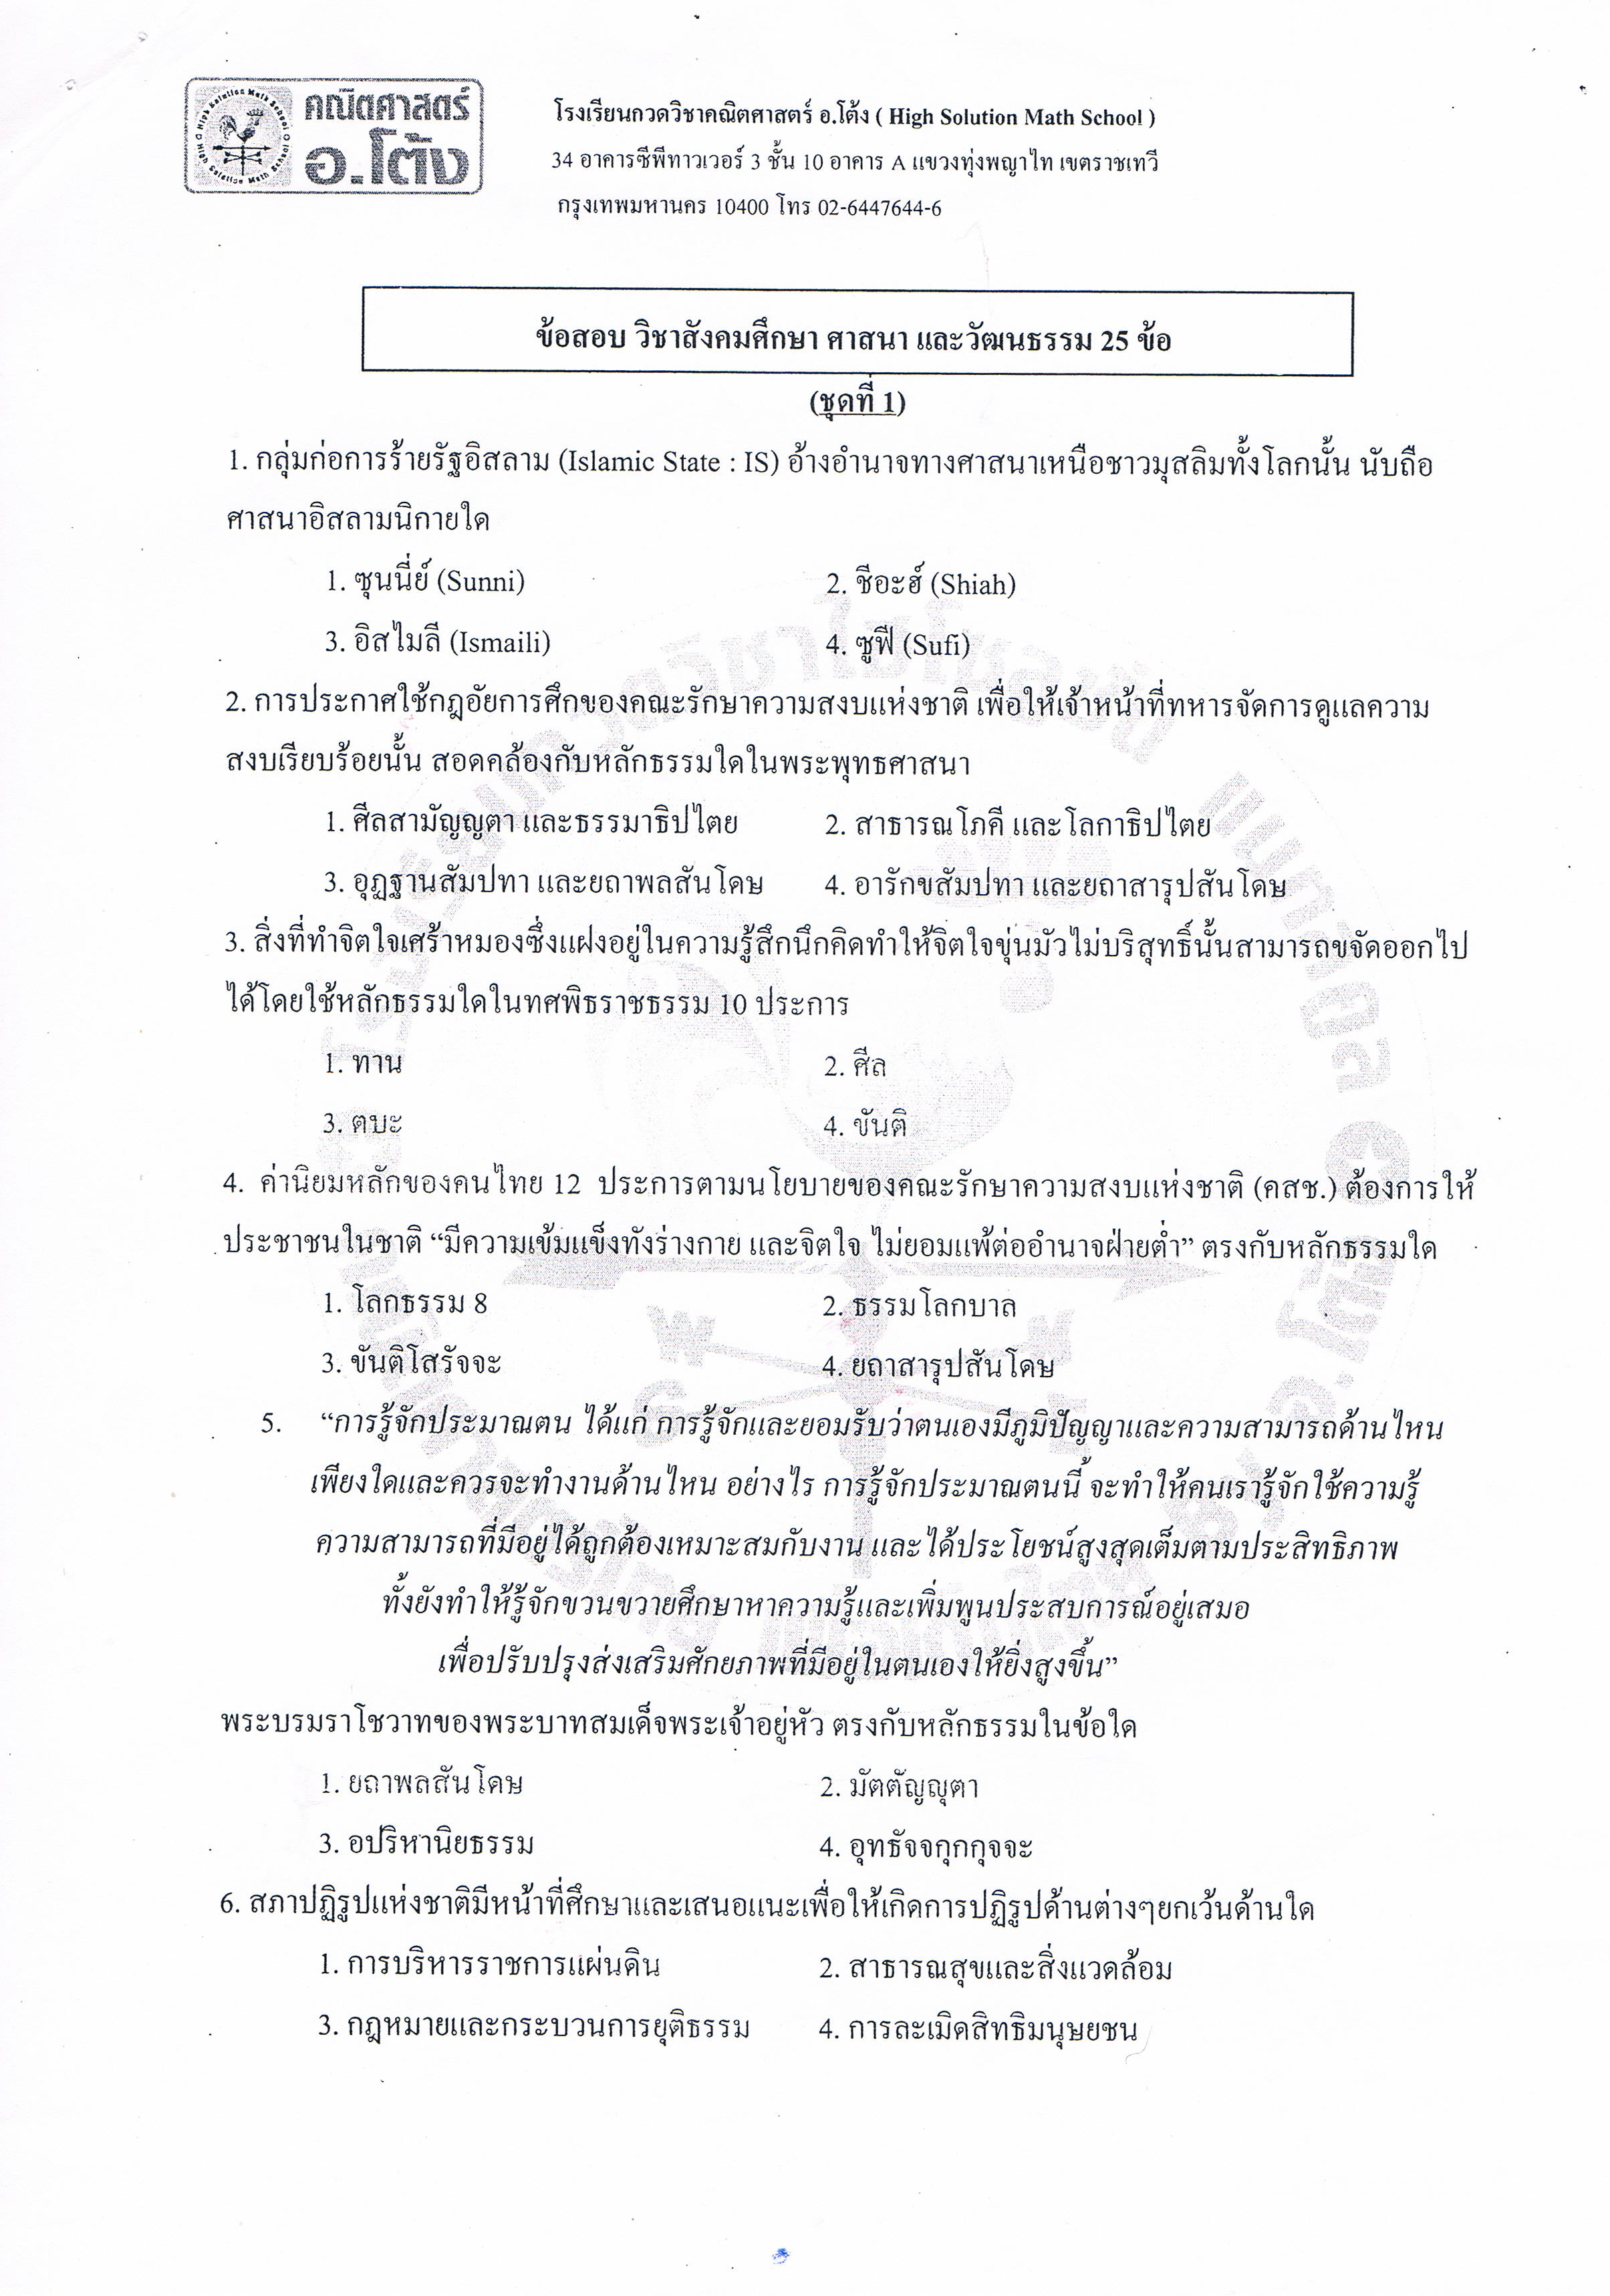 High Solution Math School
คณิตศาสตร์
อ.โต้ง
โรงเรียนกวดวิชาคณิตศาสตร์ อ.โต้ง ( High Solution Math School )
34 อาคารซีพีทาวเวอร์ 3 ชั้น 10 อาคาร A แขวงทุ่งพญาไท เขตราชเทวี
กรุงเทพมหานคร 10400 โทร 02-6447644-6
ข้อสอบ วิชาสังคมศึกษา ศาสนา และวัฒนธรรม 25 ข้อ
(ชุดที่ 1)
1. กลุ่มก่อการร้ายรัฐอิสลาม (Islamic State : IS) อ้างอำนาจทางศาสนาเหนือชาวมุสลิมทั้งโลกนั้น นับถือ
ศาสนาอิสลามนิกายใด
1. ซุนนี่ย์ (Sunni) 2. ชีอะฮ์ (Shiah)
3. อิสไมลี (Ismaili) 4. ซูฟี (Sufi)
2. การประกาศใช้กฎอัยการศึกของคณะรักษาความสงบแห่งชาติ เพื่อให้เจ้าหน้าที่ทหารจัดการดูแลความ
สงบเรียบร้อยนั้น สอดคล้องกับหลักธรรมใดในพระพุทธศาสนา
1. ศีลสามัญญตา และธรรมาธิปไตย 2. สาธารณโภคี และโลกาธิปไตย
3. อุฏฐานสัมปทา และยถาพลสันโดษ 4. อารักขสัมปทา และยถาสารุปสันโดษ
3. สิ่งที่ทำจิตใจเศร้าหมองซึ่งแฝงอยู่ในความรู้สึกนึกคิดทำให้จิตใจขุ่นมัวไม่บริสุทธิ์นั้นสามารถขจัดออกไป
ได้โดยใช้หลักธรรมใดในทศพิธราชธรรม 10 ประการ
1. ทาน 2. ศีล
3. ตบะ 4. ขันติ
4. ค่านิยมหลักของคนไทย 12 ประการตามนโยบายของคณะรักษาความสงบแห่งชาติ (คสช.) ต้องการให้
ประชาชนในชาติ “มีความเข้มแข็งทังร่างกาย และจิตใจ ไม่ยอมแพ้ต่ออำนาจฝ่ายต่ำ” ตรงกับหลักธรรมใด
1. โลกธรรม 8 2. ธรรมโลกบาล
3. ขันติโสรัจจะ 4. ยถาสารุปสันโดษ
5. “การรู้จักประมาณตน ได้แก่ การรู้จักและยอมรับว่าตนเองมีภูมิปัญญาและความสามารถด้านไหน
เพียงใดและควรจะทำงานด้านไหน อย่างไร การรู้จักประมาณตนนี้ จะทำให้คนเรารู้จักใช้ความรู้
ความสามารถที่มีอยู่ได้ถูกต้องเหมาะสมกับงาน และได้ประโยชน์สูงสุดเต็มตามประสิทธิภาพ
ทั้งยังทำให้รู้จักขวนขวายศึกษาหาความรู้และเพิ่มพูนประสบการณ์อยู่เสมอ
เพื่อปรับปรุงส่งเสริมศักยภาพที่มีอยู่ในตนเองให้ยิ่งสูงขึ้น”
พระบรมราโชวาทของพระบาทสมเด็จพระเจ้าอยู่หัว ตรงกับหลักธรรมในข้อใด
1. ยถาพลสันโดษ 2. มัตตัญญุตา
3. อปริหานิยธรรม 4. อุทธัจจกุกกุจจะ
6. สภาปฏิรูปแห่งชาติมีหน้าที่ศึกษาและเสนอแนะเพื่อให้เกิดการปฏิรูปด้านต่างๆยกเว้นด้านใด
1. การบริหารราชการแผ่นดิน 2. สาธารณสุขและสิ่งแวดล้อม
3. กฎหมายและกระบวนการยุติธรรม 4. การละเมิดสิทธิมนุษยชน